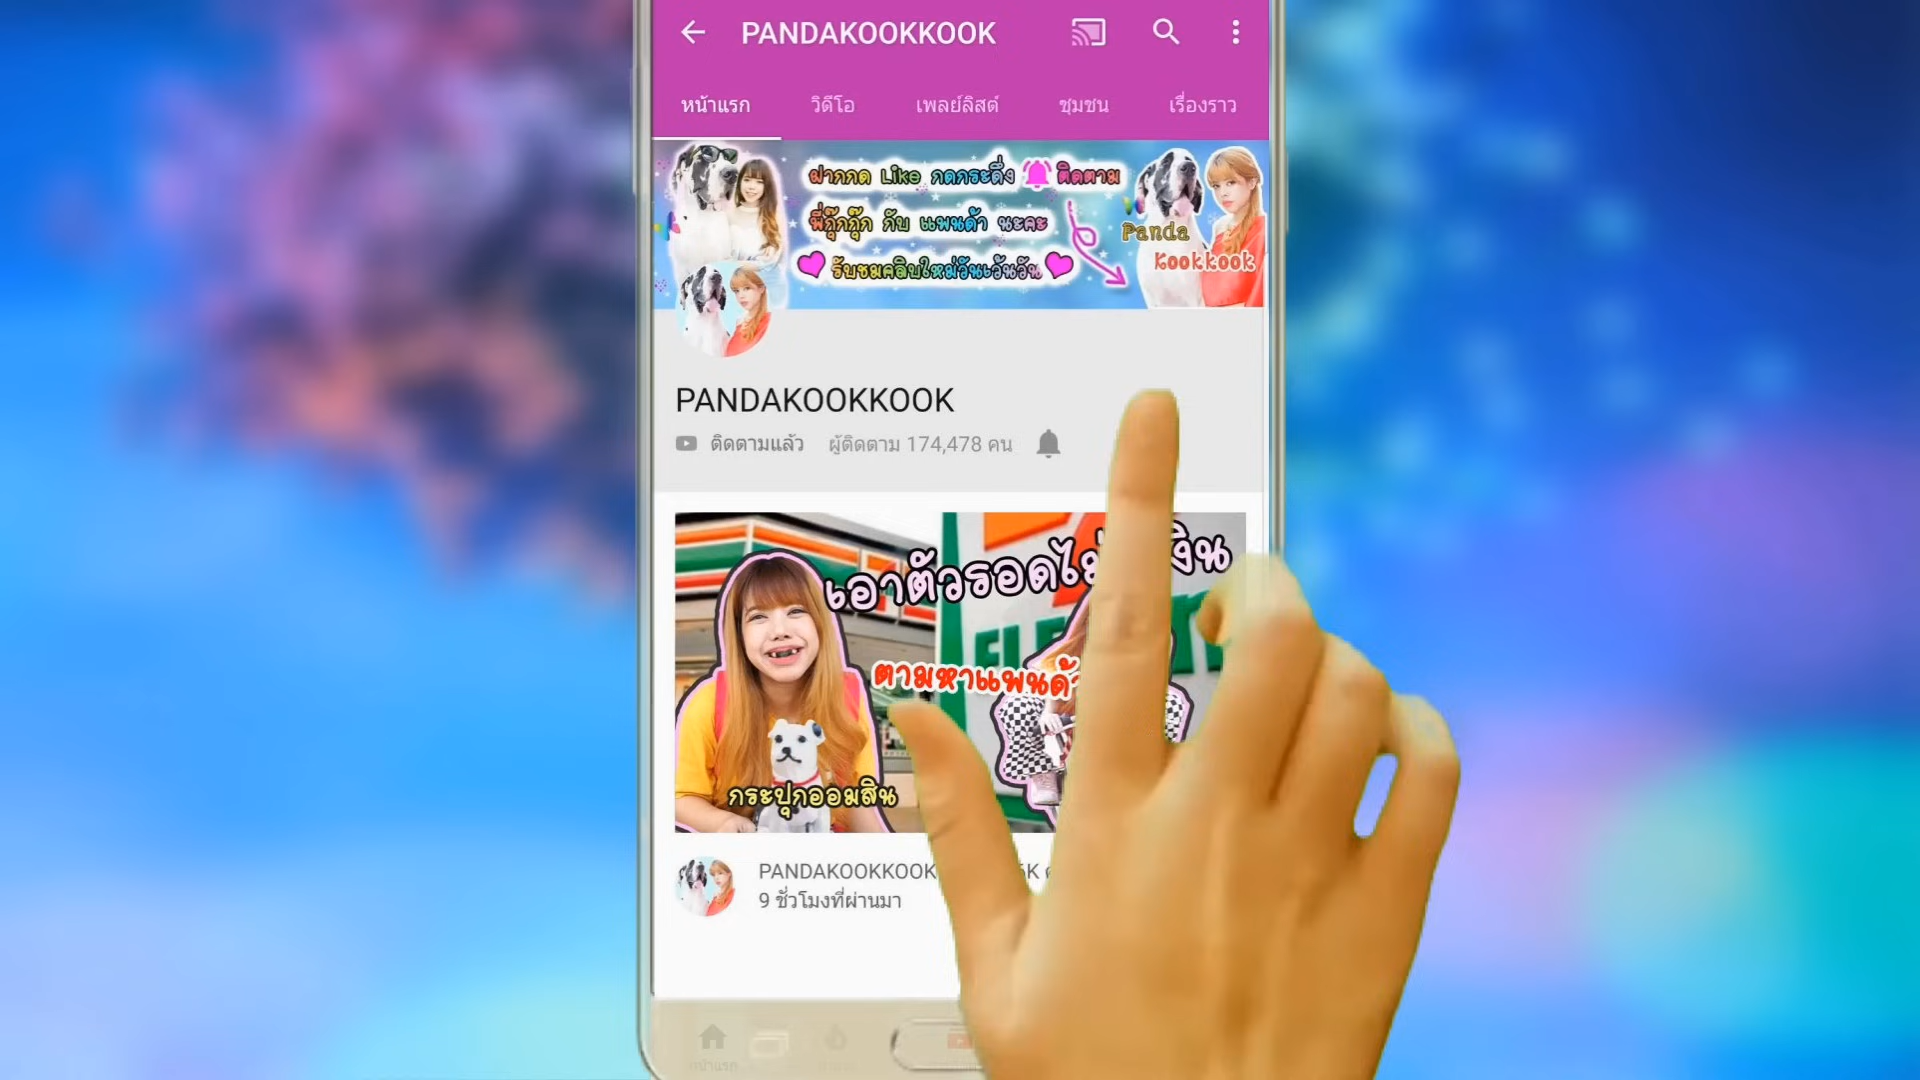 PANDAKOOKKOOK
หน้าแรก วิดีโอ เพลย์ลิสต์ ชุมชน เรื่องราว
ฝากกด Like กดกระดิ่ง ติดตาม
พี่กุ๊กกุ๊ก กับ แพนด้า นะคะ
รับชมคลิปใหม่วันเว้นวัน
Panda
kookkook
PANDAKOOKKOOK
ติดตามแล้ว ผู้ติดตาม 174,478 คน
เอาตัวรอดไม่
ตามหาแพนด้า
กระปุกออมสิน
PANDAKOOKKOOK
9 ชั่วโมงที่ผ่านมา
หน้าแรก